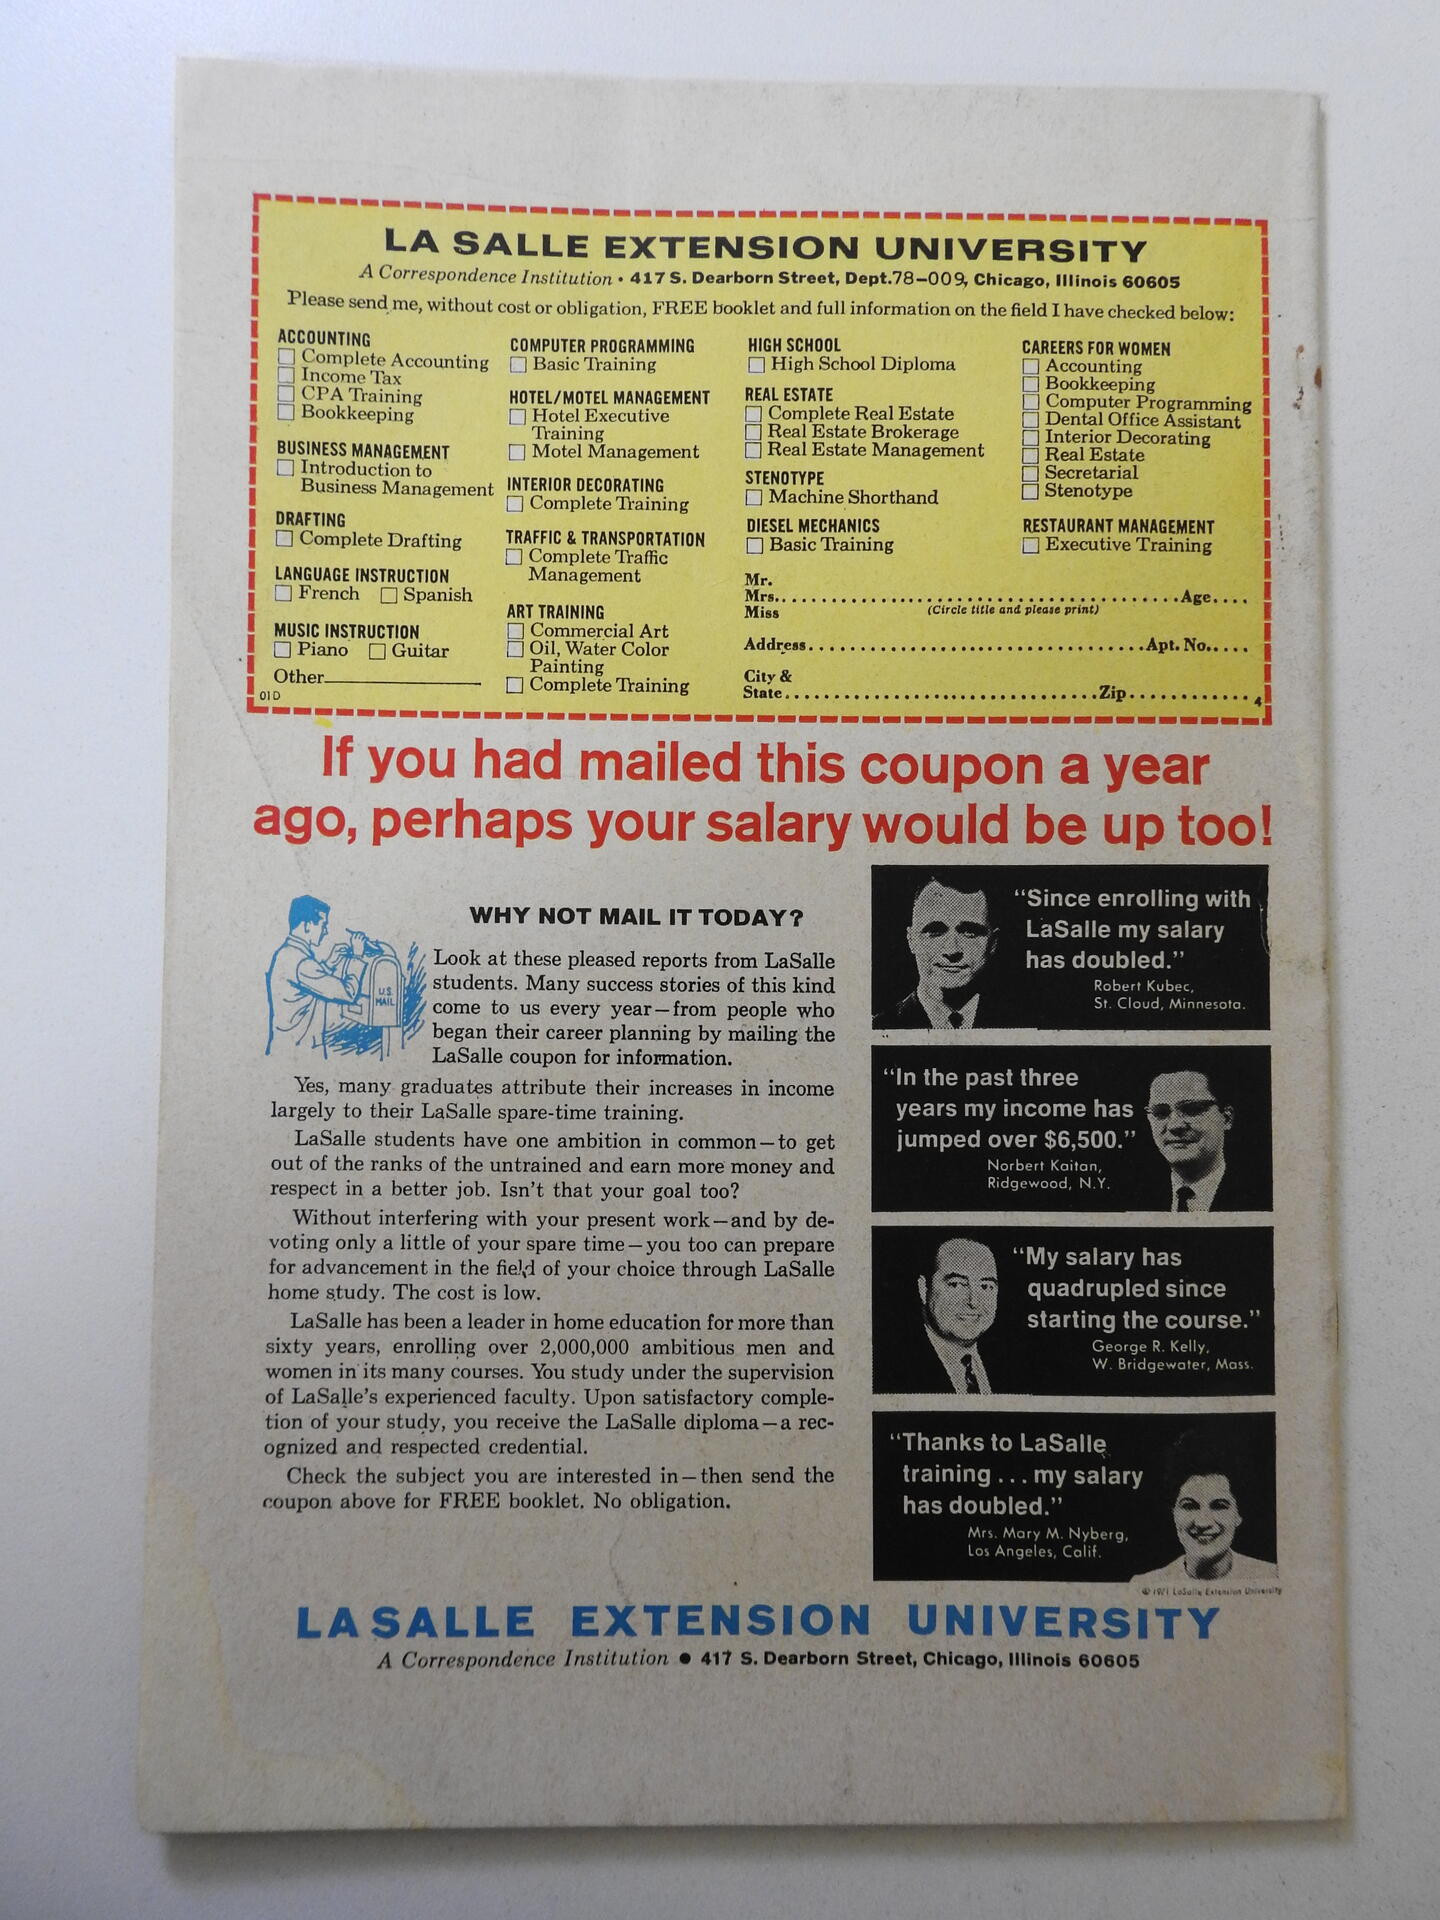 LA SALLE EXTENSION UNIVERSITY
A Correspondence Institution • 417 S. Dearborn Street, Dept. 78-009, Chicago, Illinois 60605
Please send me, without cost or obligation, FREE booklet and full information on the field I have checked below:
ACCOUNTING
Complete Accounting
Income Tax
CPA Training
Bookkeeping
BUSINESS MANAGEMENT
Introduction to
Business Management
DRAFTING
Complete Drafting
LANGUAGE INSTRUCTION
French Spanish
MUSIC INSTRUCTION
Piano Guitar
Other
01D
COMPUTER PROGRAMMING
Basic Training
HOTEL/MOTEL MANAGEMENT
Hotel Executive
Training
Motel Management
INTERIOR DECORATING
Complete Training
TRAFFIC & TRANSPORTATION
Complete Traffic
Management
ART TRAINING
Commercial Art
Oil, Water Color
Painting
Complete Training
HIGH SCHOOL
High School Diploma
REAL ESTATE
Complete Real Estate
Real Estate Brokerage
Real Estate Management
STENOTYPE
Machine Shorthand
DIESEL MECHANICS
Basic Training
CAREERS FOR WOMEN
Accounting
Bookkeeping
Computer Programming
Dental Office Assistant
Interior Decorating
Real Estate
Secretarial
Stenotype
RESTAURANT MANAGEMENT
Executive Training
Mr.
Mrs. Age
Miss (Circle title and please print)
Address Apt. No.
City &
State Zip 4
If you had mailed this coupon a year
ago, perhaps your salary would be up too!
WHY NOT MAIL IT TODAY?
U.S.
MAIL
Look at these pleased reports from LaSalle
students. Many success stories of this kind
come to us every year—from people who
began their career planning by mailing the
LaSalle coupon for information.
Yes, many graduates attribute their increases in income
largely to their LaSalle spare-time training.
LaSalle students have one ambition in common—to get
out of the ranks of the untrained and earn more money and
respect in a better job. Isn't that your goal too?
Without interfering with your present work—and by de-
voting only a little of your spare time—you too can prepare
for advancement in the field of your choice through LaSalle
home study. The cost is low.
LaSalle has been a leader in home education for more than
sixty years, enrolling over 2,000,000 ambitious men and
women in its many courses. You study under the supervision
of LaSalle's experienced faculty. Upon satisfactory comple-
tion of your study, you receive the LaSalle diploma—a rec-
ognized and respected credential.
Check the subject you are interested in—then send the
coupon above for FREE booklet. No obligation.
"Since enrolling with
LaSalle my salary
has doubled."
Robert Kubec,
St. Cloud, Minnesota.
"In the past three
years my income has
jumped over $6,500."
Norbert Kaitan,
Ridgewood, N.Y.
"My salary has
quadrupled since
starting the course."
George R. Kelly,
W. Bridgewater, Mass.
"Thanks to LaSalle
training . . . my salary
has doubled."
Mrs. Mary M. Nyberg,
Los Angeles, Calif.
© 1971 LaSalle Extension University
LA SALLE EXTENSION UNIVERSITY
A Correspondence Institution • 417 S. Dearborn Street, Chicago, Illinois 60605